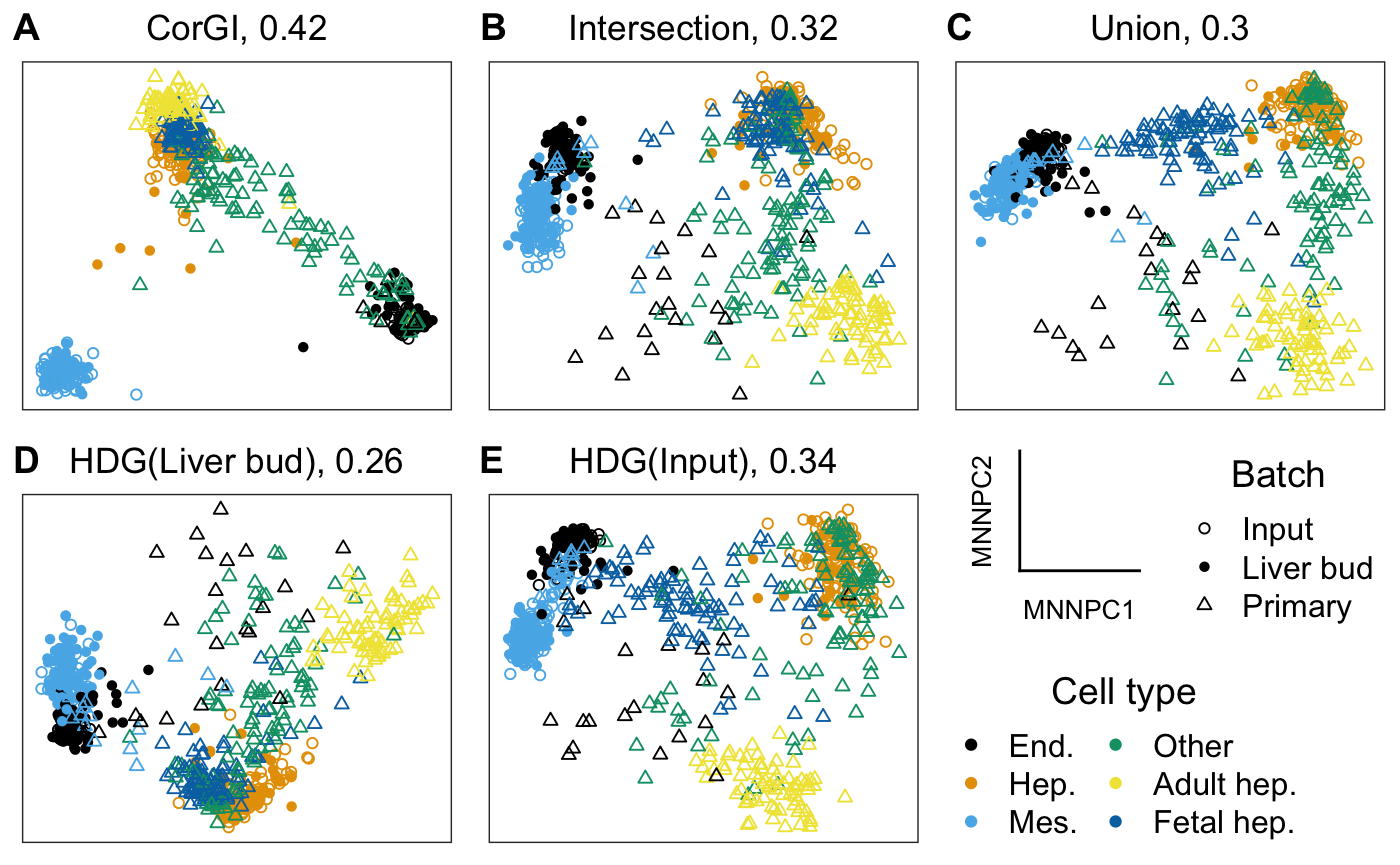 A CorGI, 0.42
B Intersection, 0.32
C Union, 0.3
D HDG(Liver bud), 0.26
E HDG(Input), 0.34
MNNPC2
MNNPC1
Batch
Input
Liver bud
Primary
Cell type
End.
Other
Hep.
Adult hep.
Mes.
Fetal hep.